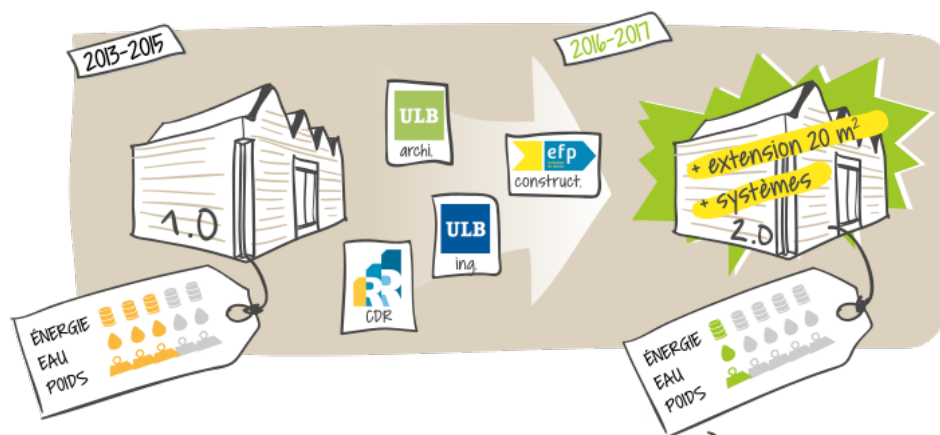 2013-2015
2016-2017
ULB
archi.
efp
construct.
ULB
ing.
CDR
1.0
+ extension 20 m²
+ systèmes
2.0
ÉNERGIE
EAU
POIDS
ÉNERGIE
EAU
POIDS